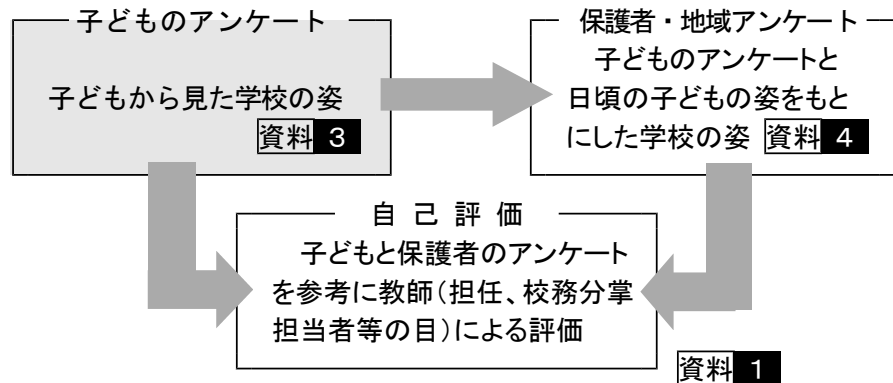 子どものアンケート
子どもから見た学校の姿
資料 3
保護者・地域アンケート
子どものアンケートと
日頃の子どもの姿をもと
にした学校の姿 資料 4
自 己 評 価
子どもと保護者のアンケート
を参考に教師（担任、校務分掌
担当者等の目）による評価
資料 1